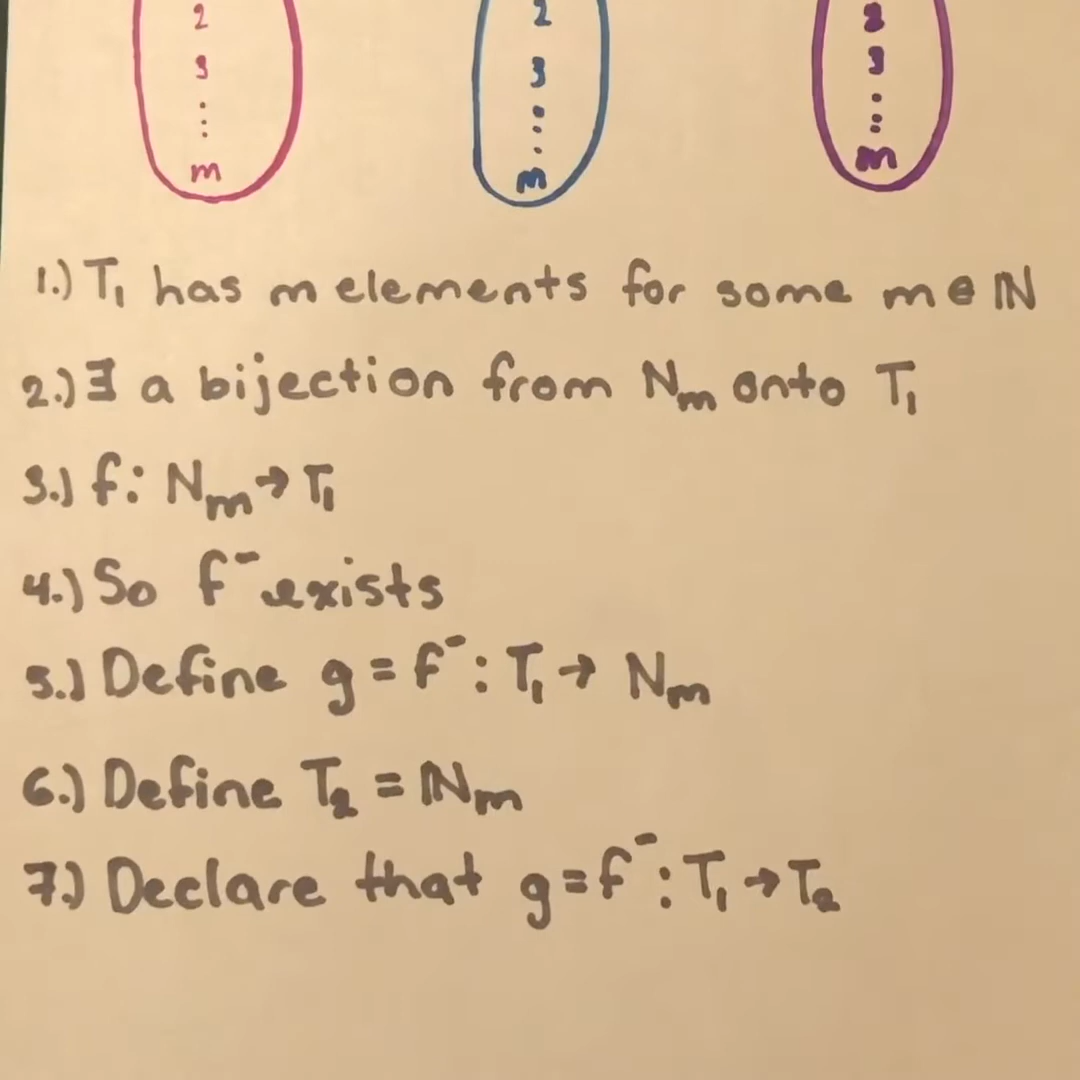 2 2 2
3 3 3
⋮ ⋮ ⋮
m m m
1.) T₁ has m elements for some m ∈ ℕ
2.) ∃ a bijection from Nₘ onto T₁
3.) f: Nₘ → T₁
4.) So f⁻ exists
5.) Define g = f⁻ : T₁ → Nₘ
6.) Define T₂ = ℕₘ
7.) Declare that g = f⁻ : T₁ → T₂